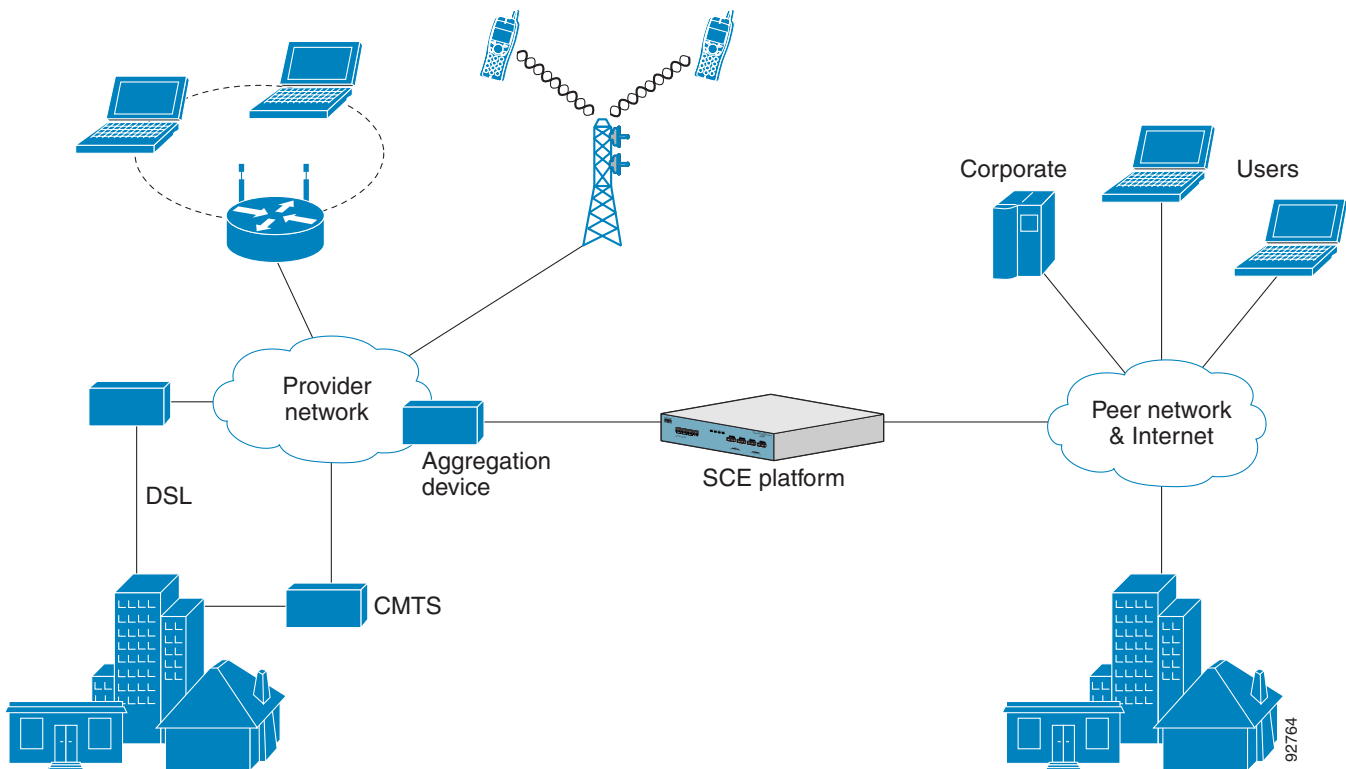 Corporate
Users
Provider
network
Peer network
& Internet
Aggregation
device
SCE platform
DSL
CMTS
92764